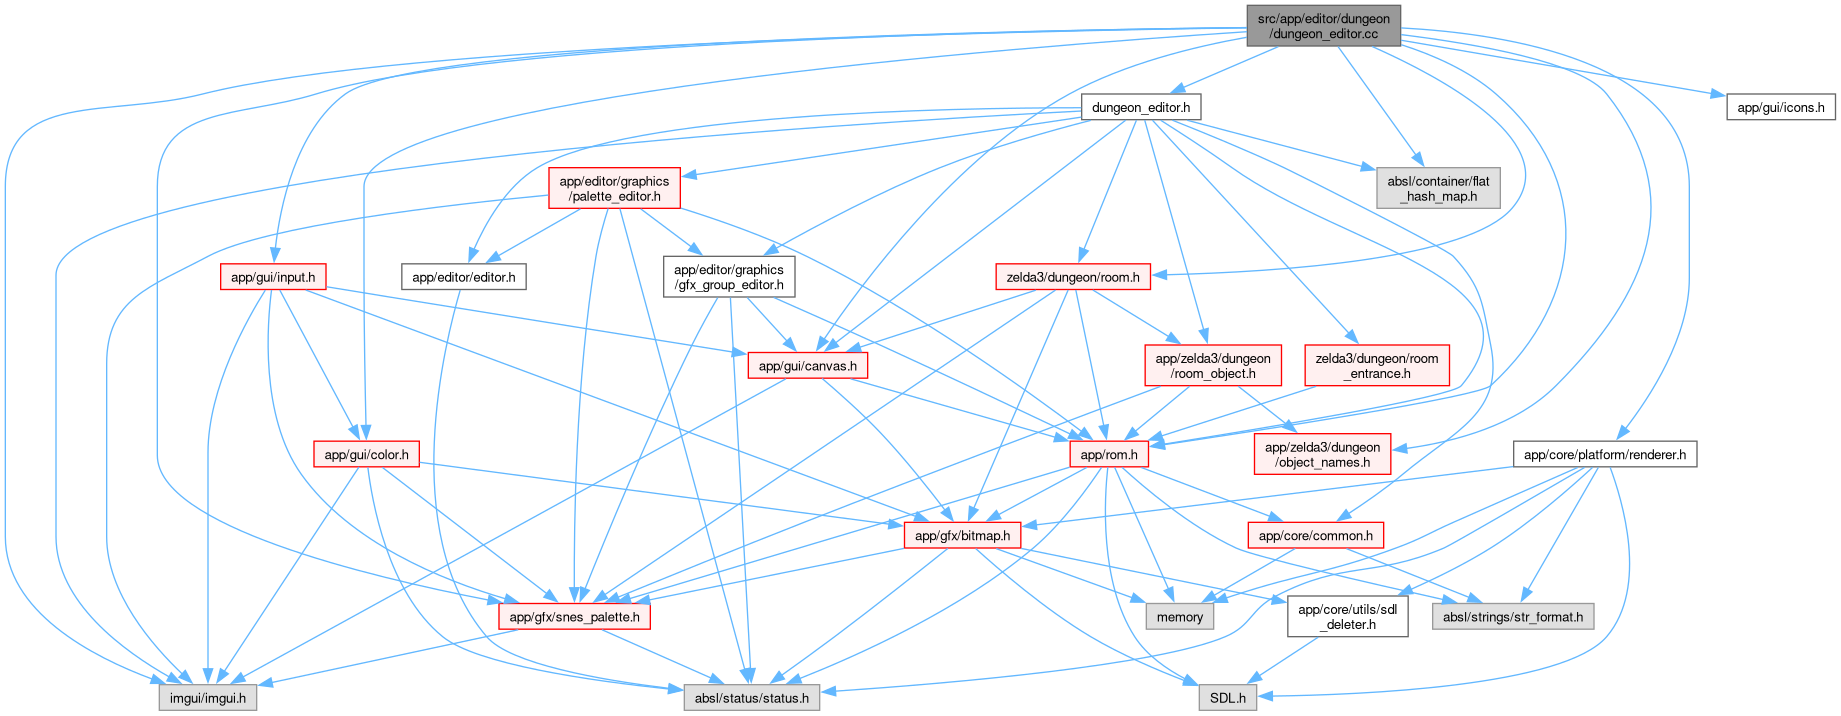 src/app/editor/dungeon
/dungeon_editor.cc
dungeon_editor.h
app/gui/icons.h
app/editor/graphics
/palette_editor.h
absl/container/flat
_hash_map.h
app/gui/input.h
app/editor/editor.h
app/editor/graphics
/gfx_group_editor.h
zelda3/dungeon/room.h
app/gui/canvas.h
app/zelda3/dungeon
/room_object.h
zelda3/dungeon/room
_entrance.h
app/gui/color.h
app/rom.h
app/zelda3/dungeon
/object_names.h
app/core/platform/renderer.h
app/gfx/bitmap.h
app/core/common.h
app/gfx/snes_palette.h
memory
app/core/utils/sdl
_deleter.h
absl/strings/str_format.h
imgui/imgui.h
absl/status/status.h
SDL.h